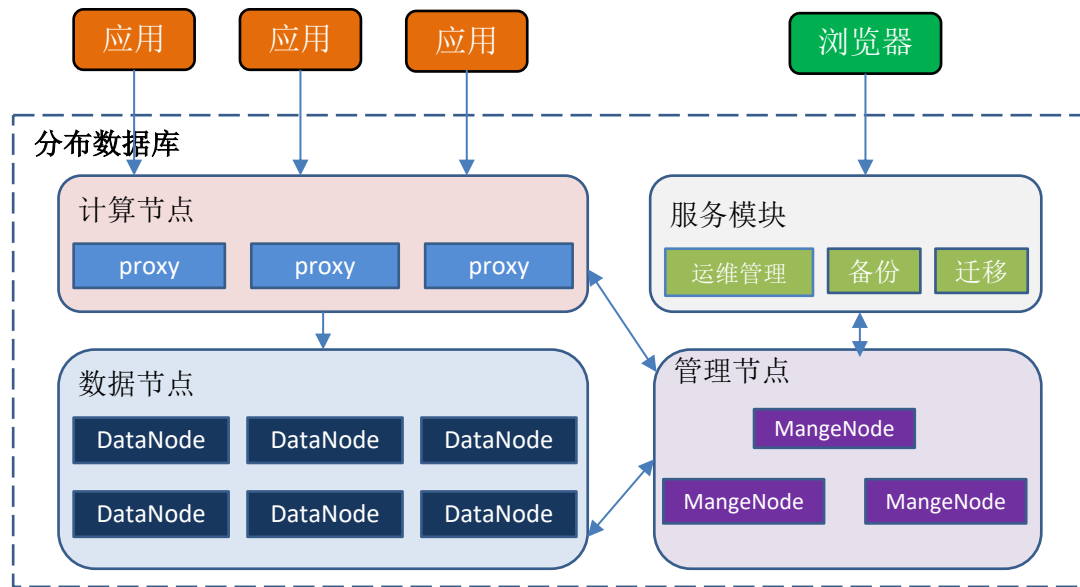 应用
应用
应用
浏览器
分布数据库
计算节点
proxy
proxy
proxy
服务模块
运维管理
备份
迁移
数据节点
DataNode
DataNode
DataNode
DataNode
DataNode
DataNode
管理节点
MangeNode
MangeNode
MangeNode